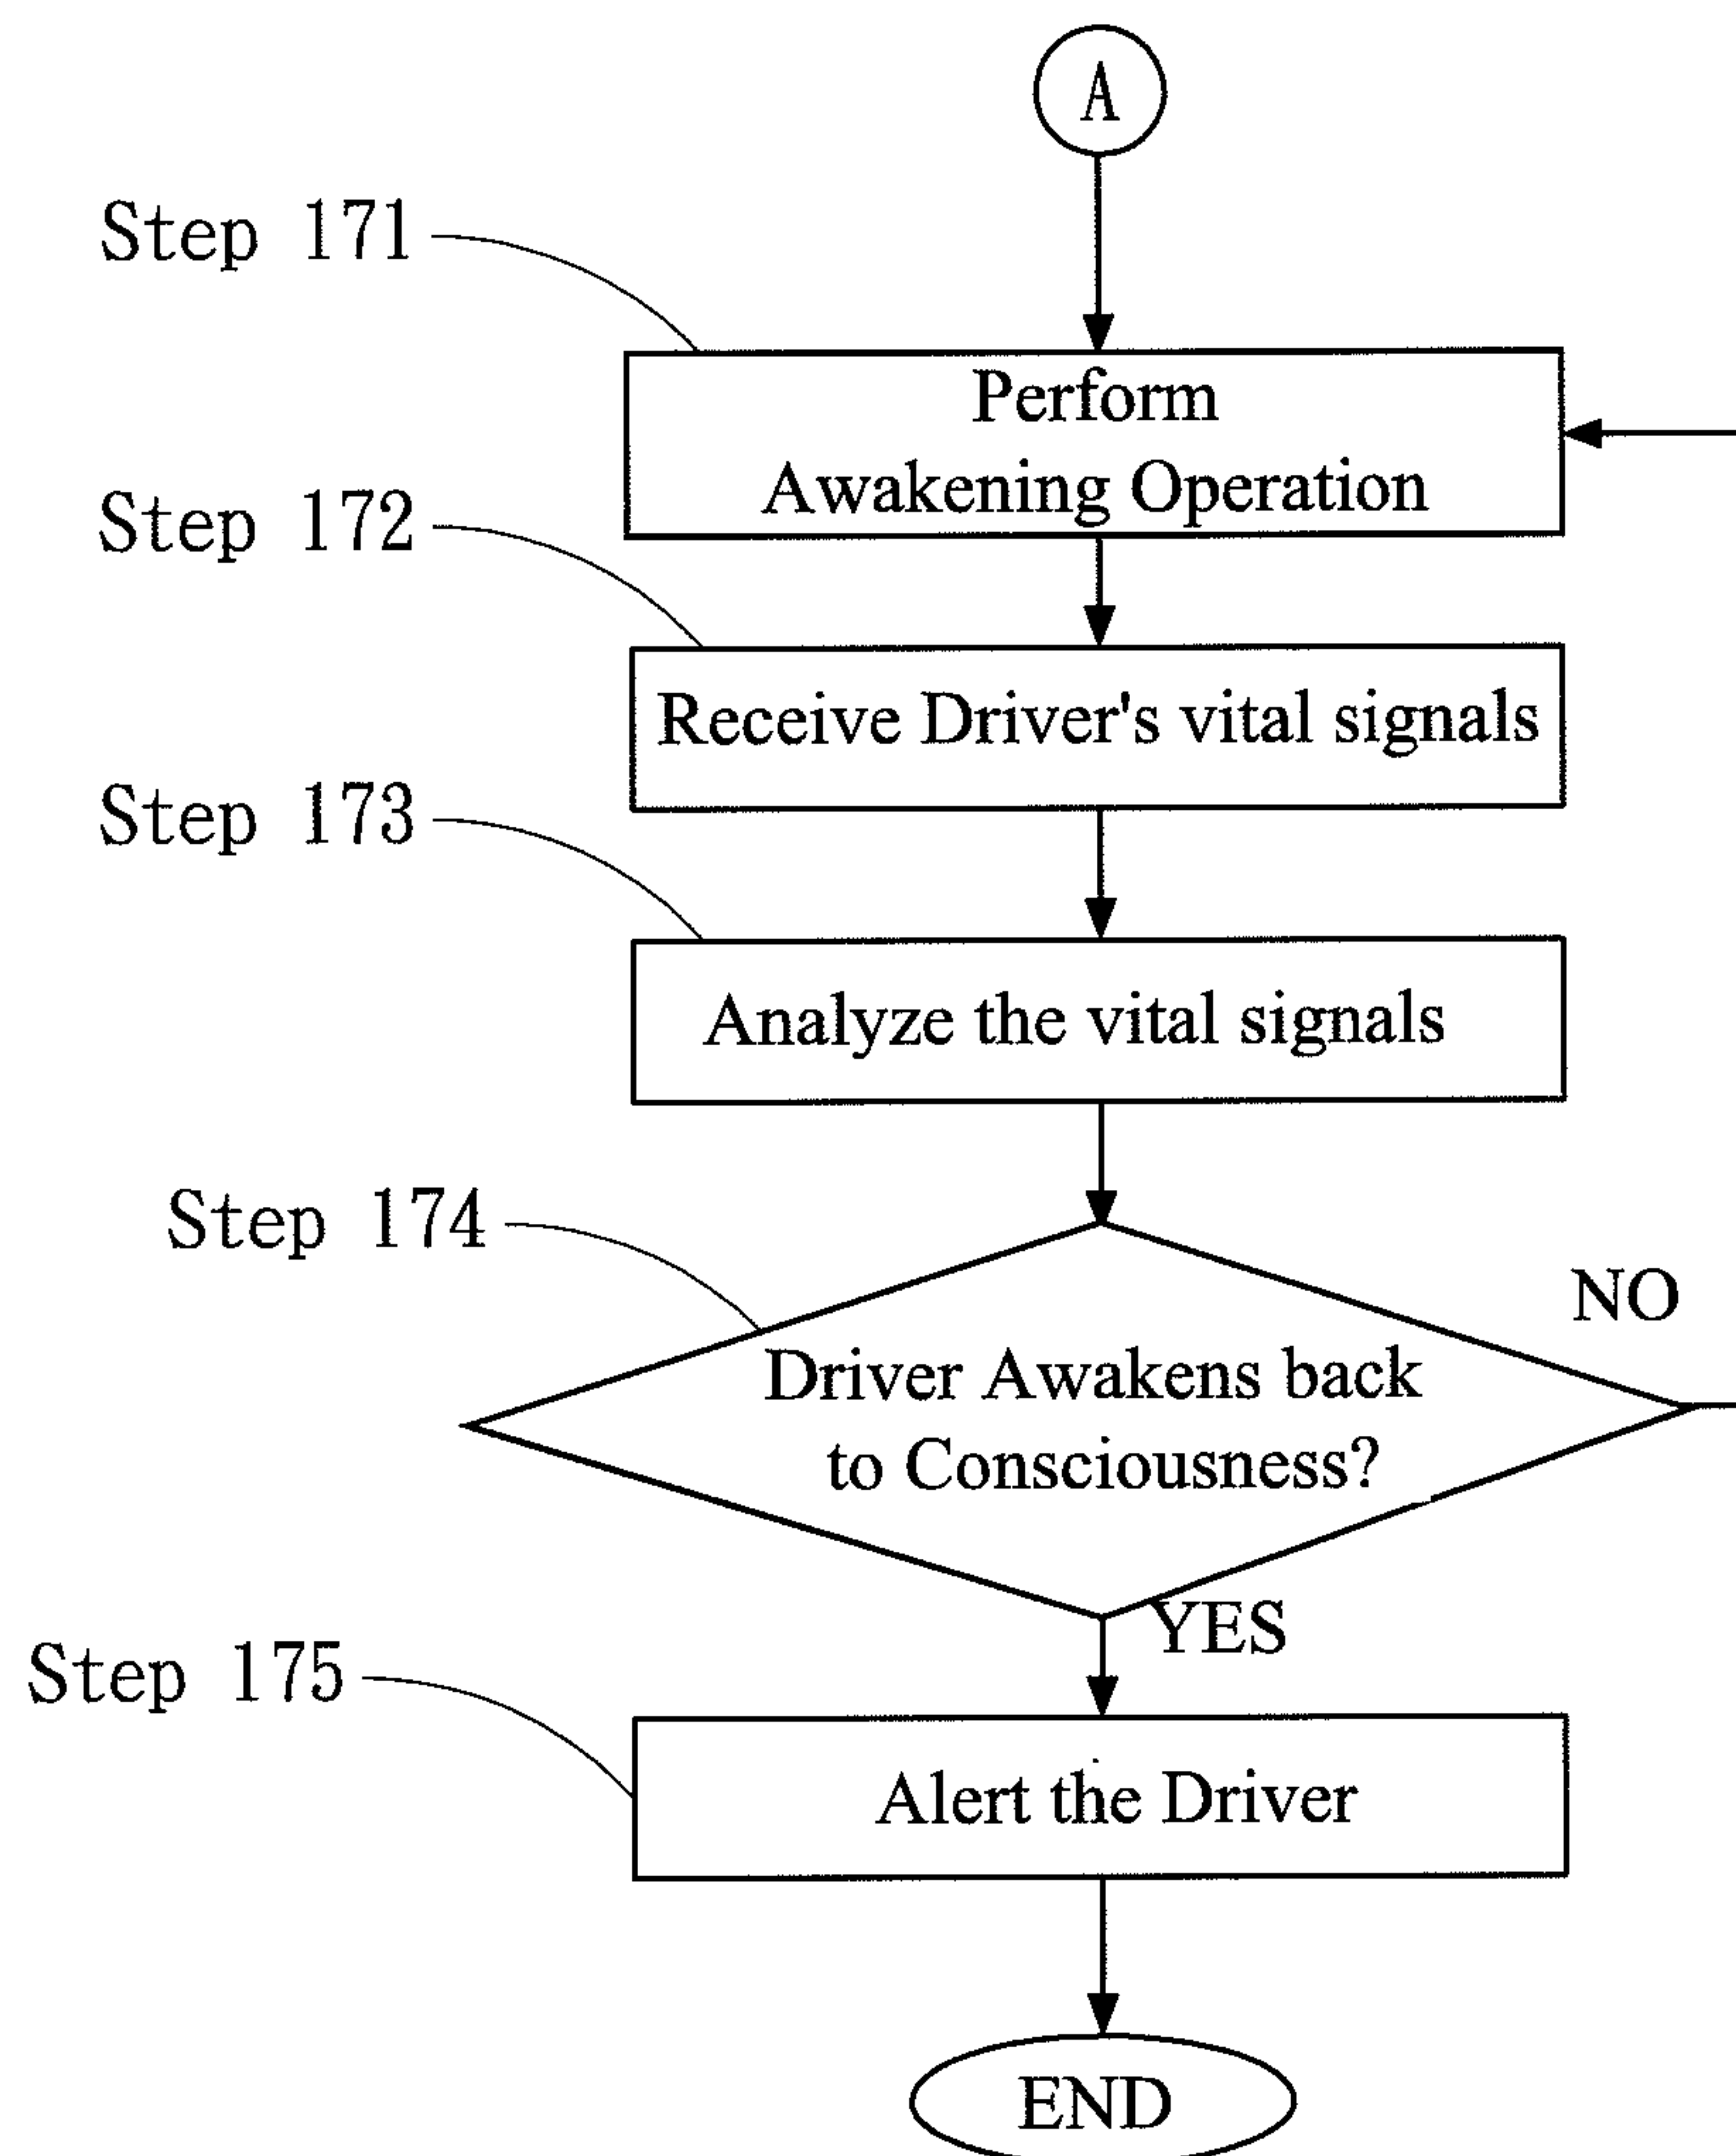 A
Step 171
Perform
Awakening Operation
Step 172
Receive Driver's vital signals
Step 173
Analyze the vital signals
Step 174
NO
Driver Awakens back
to Consciousness?
YES
Step 175
Alert the Driver
END